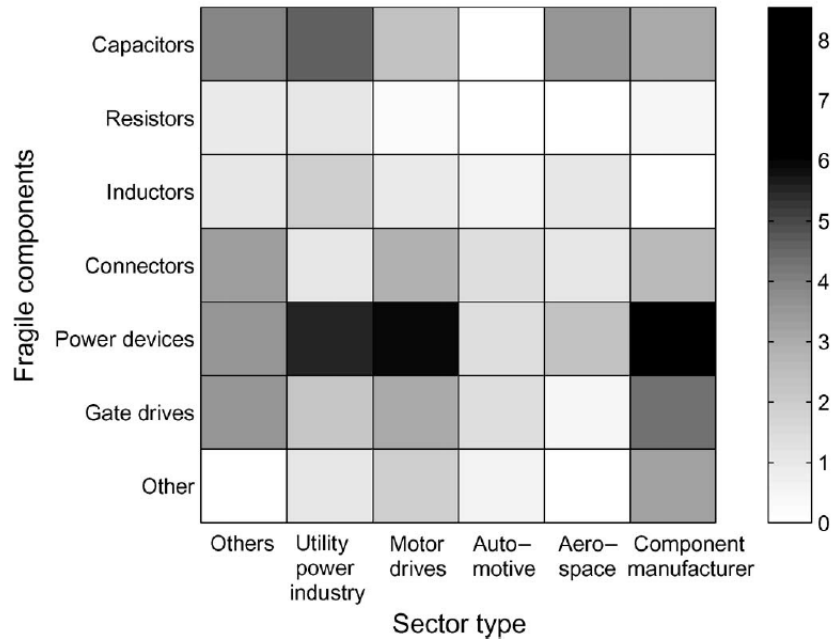 Fragile components
Capacitors
Resistors
Inductors
Connectors
Power devices
Gate drives
Other
Others
Utility
power
industry
Motor
drives
Auto–
motive
Aero–
space
Component
manufacturer
Sector type
8
7
6
5
4
3
2
1
0